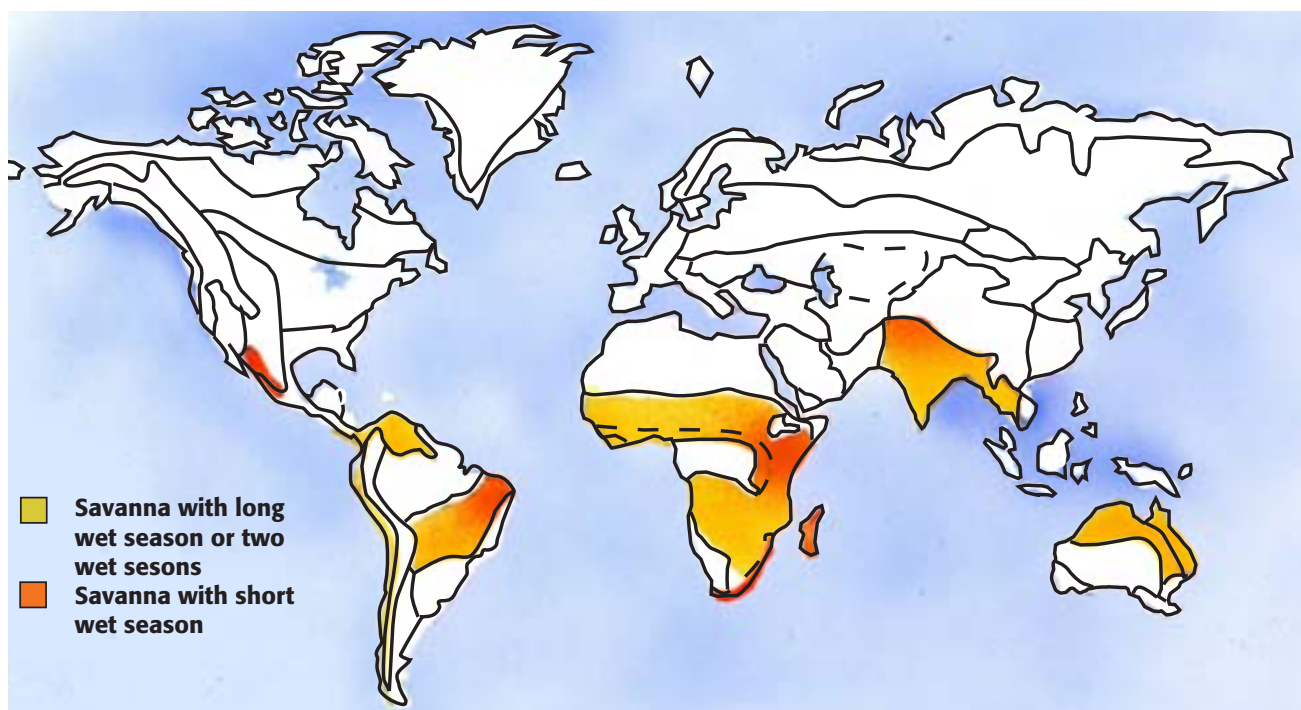 Savanna with long
wet season or two
wet sesons
Savanna with short
wet season